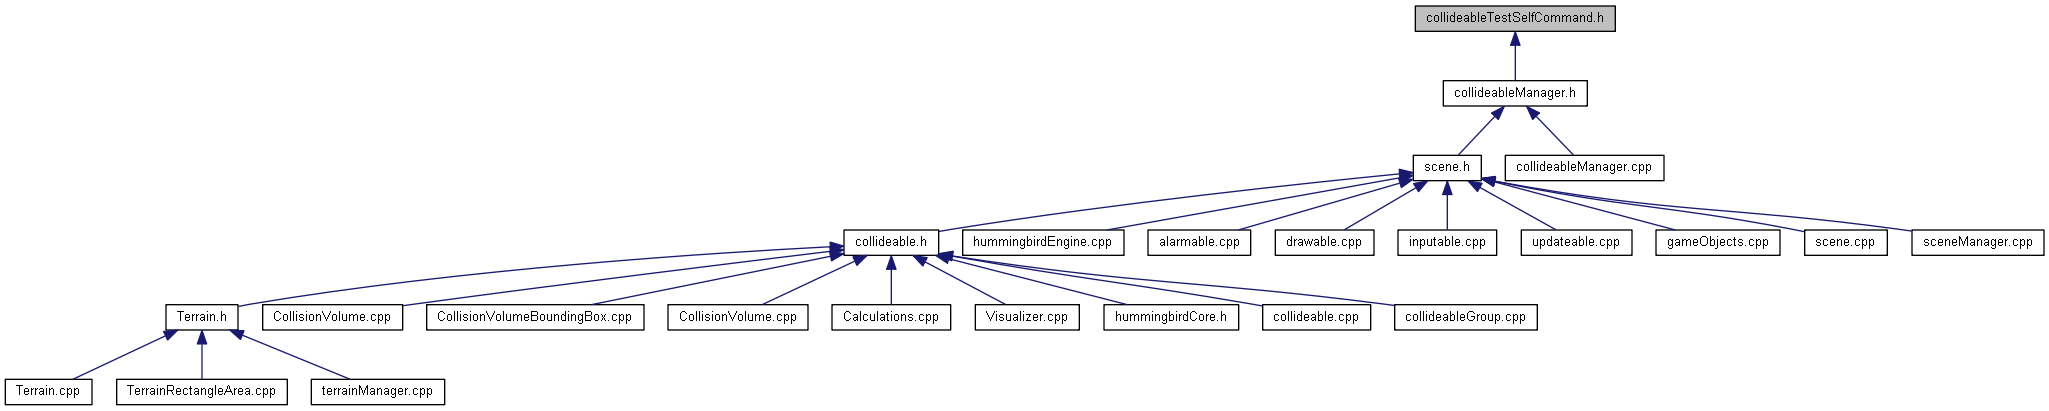 collideableTestSelfCommand.h
collideableManager.h
scene.h
collideableManager.cpp
collideable.h
hummingbirdEngine.cpp
alarmable.cpp
drawable.cpp
inputable.cpp
updateable.cpp
gameObjects.cpp
scene.cpp
sceneManager.cpp
Terrain.h
CollisionVolume.cpp
CollisionVolumeBoundingBox.cpp
CollisionVolume.cpp
Calculations.cpp
Visualizer.cpp
hummingbirdCore.h
collideable.cpp
collideableGroup.cpp
Terrain.cpp
TerrainRectangleArea.cpp
terrainManager.cpp